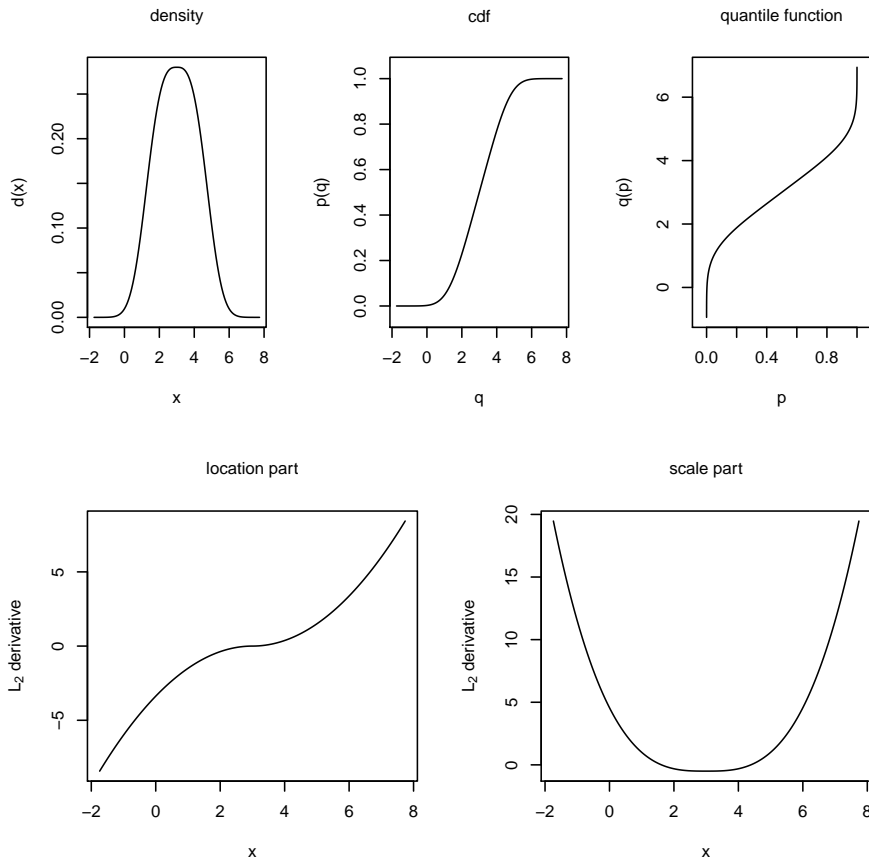 density
d(x)
0.00 0.10 0.20
−2 0 2 4 6 8
x
cdf
p(q)
0.0 0.2 0.4 0.6 0.8 1.0
−2 0 2 4 6 8
q
quantile function
q(p)
0 2 4 6
0.0 0.4 0.8
p
location part
L₂ derivative
−5 0 5
−2 0 2 4 6 8
x
scale part
L₂ derivative
0 5 10 15 20
−2 0 2 4 6 8
x